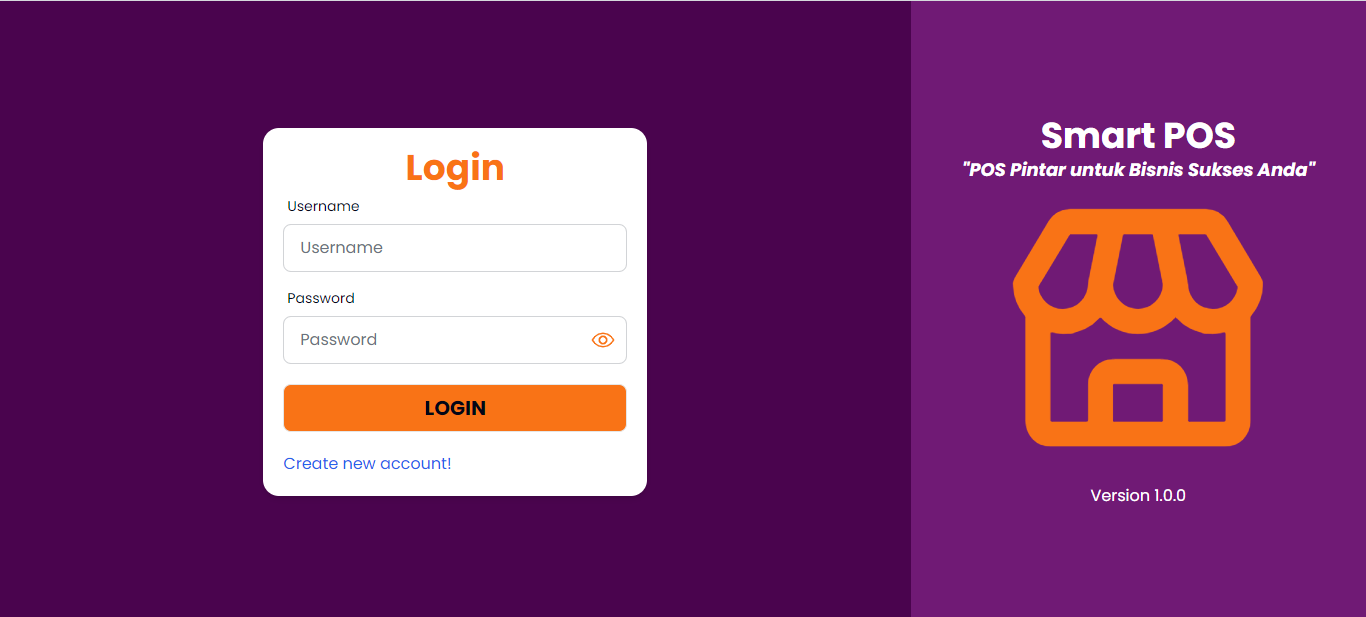 Login
Username
Username
Password
Password
LOGIN
Create new account!
Smart POS
"POS Pintar untuk Bisnis Sukses Anda"
Version 1.0.0